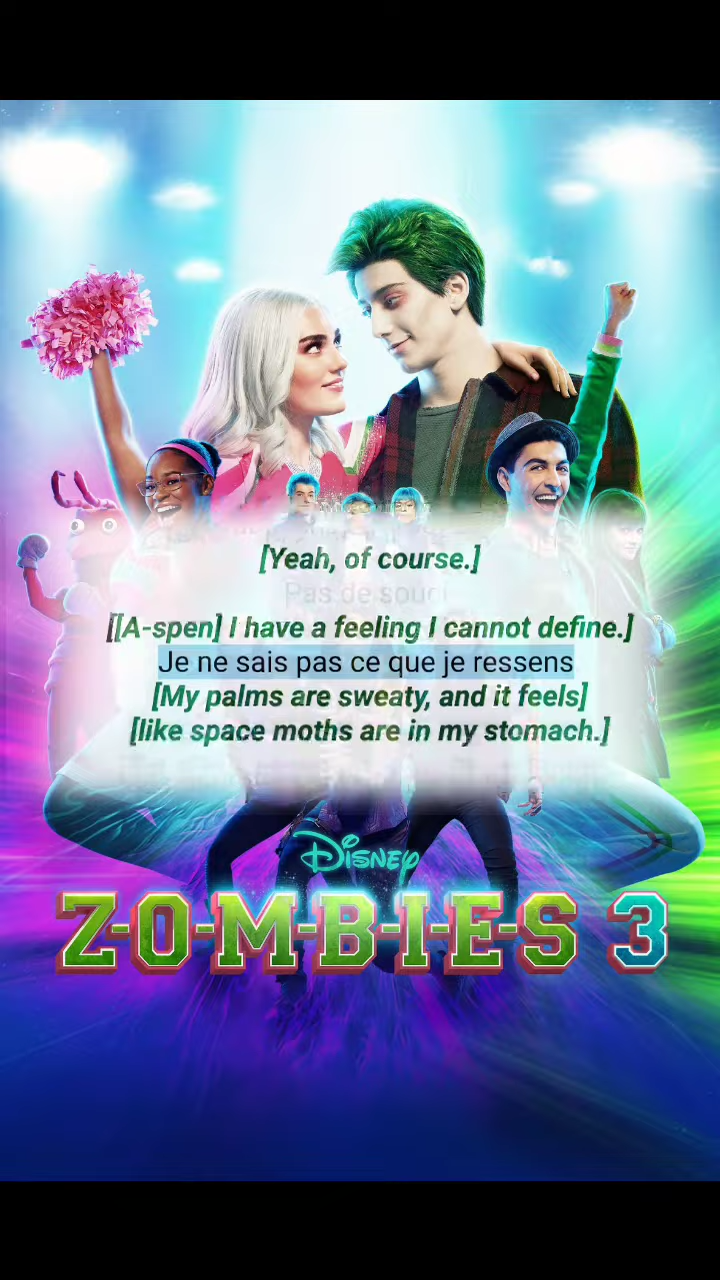 [Yeah, of course.]
Pas de souci
[[A-spen] I have a feeling I cannot define.]
Je ne sais pas ce que je ressens
[My palms are sweaty, and it feels]
[like space moths are in my stomach.]
Disney
Z-O-M-B-I-E-S 3